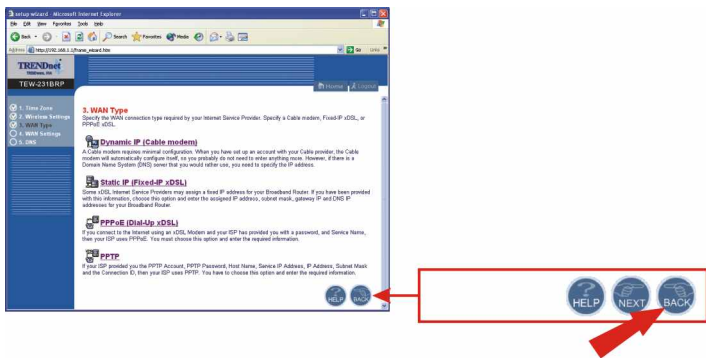 setup wizard - Microsoft Internet Explorer
File Edit View Favorites Tools Help
Back Search Favorites Media
Address http://192.168.1.1/frame_wizard.htm Go Links
TRENDnet
TEW-231BRP
Home Logout
1. Time Zone
2. Wireless Settings
3. WAN Type
4. WAN Settings
5. DNS
3. WAN Type
Specify the WAN connection type required by your Internet Service Provider. Specify a Cable modem, Fixed-IP xDSL, or
PPPoE xDSL.
Dynamic IP (Cable modem)
A Cable modem requires minimal configuration. When you have set up an account with your Cable provider, the Cable
modem will automatically configure itself, so you probably do not need to enter anything more. However, if there is a
Domain Name System (DNS) server that you would rather use, you need to specify the IP address.
Static IP (Fixed-IP xDSL)
Some xDSL Internet Service Providers may assign a fixed IP address for your Broadband Router. If you have been provided
with this information, choose this option and enter the assigned IP address, subnet mask, gateway IP and DNS IP
addresses for your Broadband Router.
PPPoE (Dial-Up xDSL)
If you connect to the Internet using an xDSL Modem and your ISP has provided you with a password, and Service Name,
then your ISP uses PPPoE. You must choose this option and enter the required information.
PPTP
If your ISP provided you the PPTP Account, PPTP Password, Host Name, Service IP Address, IP Address, Subnet Mask
and the Connection ID, then your ISP uses PPTP. You have to choose this option and enter the required information.
HELP BACK
HELP NEXT BACK